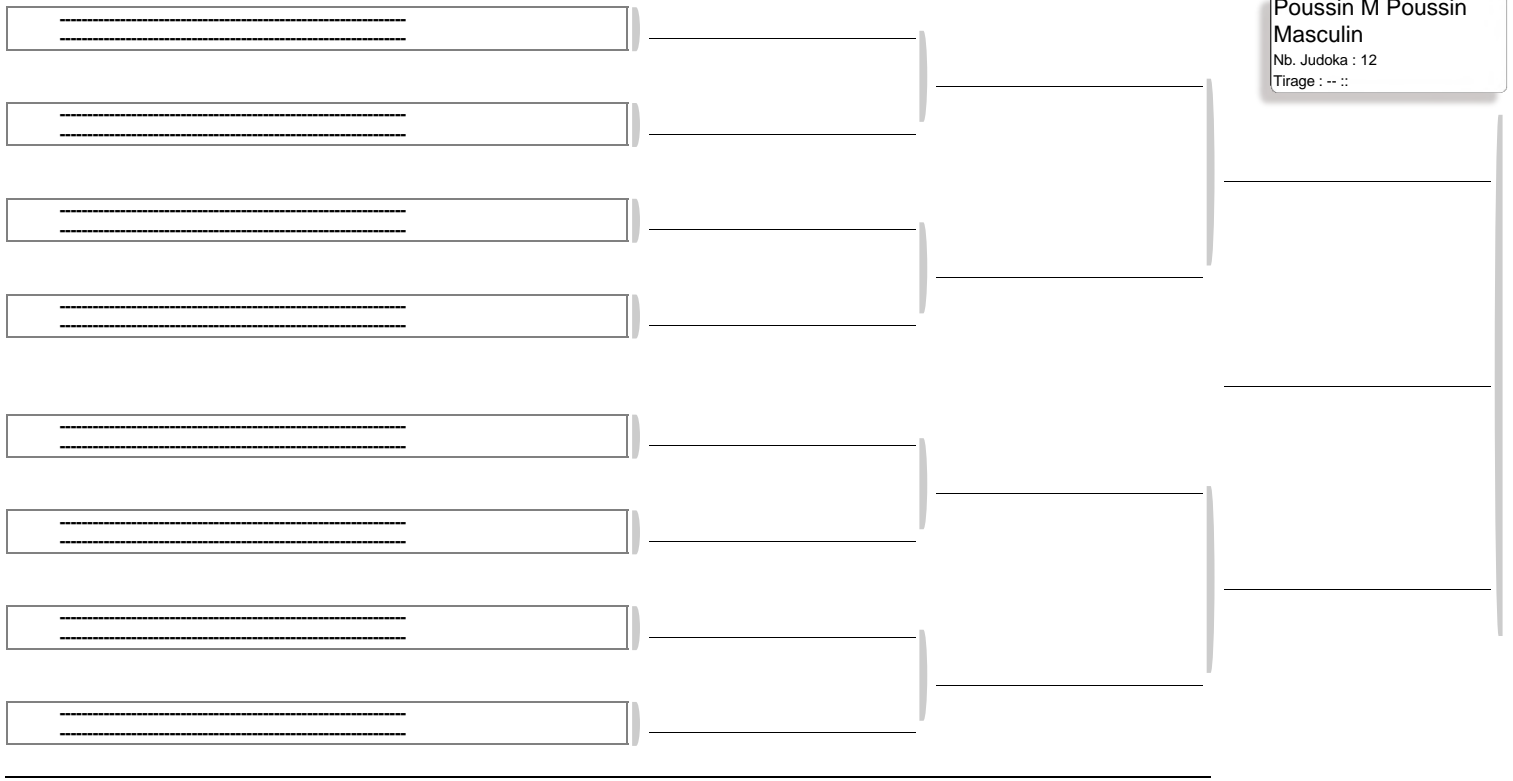 Poussin M Poussin
Masculin
Nb. Judoka : 12
Tirage : -- ::